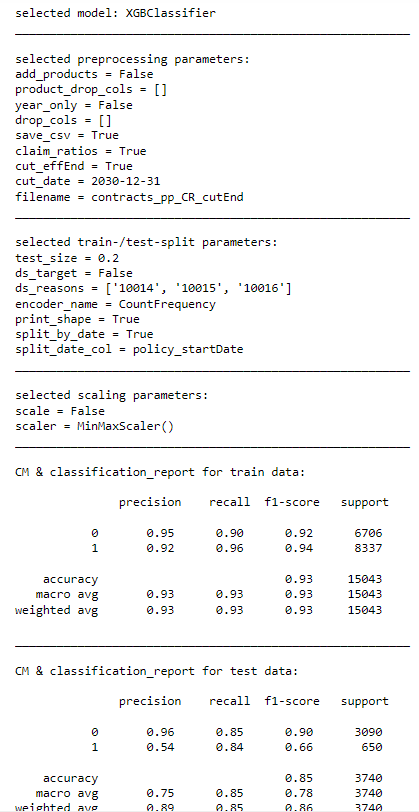 selected model: XGBClassifier
selected preprocessing parameters:
add_products = False
product_drop_cols = []
year_only = False
drop_cols = []
save_csv = True
claim_ratios = True
cut_effEnd = True
cut_date = 2030-12-31
filename = contracts_pp_CR_cutEnd
selected train-/test-split parameters:
test_size = 0.2
ds_target = False
ds_reasons = ['10014', '10015', '10016']
encoder_name = CountFrequency
print_shape = True
split_by_date = True
split_date_col = policy_startDate
selected scaling parameters:
scale = False
scaler = MinMaxScaler()
CM & classification_report for train data:
precision recall f1-score support
0 0.95 0.90 0.92 6706
1 0.92 0.96 0.94 8337
accuracy 0.93 15043
macro avg 0.93 0.93 0.93 15043
weighted avg 0.93 0.93 0.93 15043
CM & classification_report for test data:
precision recall f1-score support
0 0.96 0.85 0.90 3090
1 0.54 0.84 0.66 650
accuracy 0.85 3740
macro avg 0.75 0.85 0.78 3740
weighted avg 0.89 0.85 0.86 3740